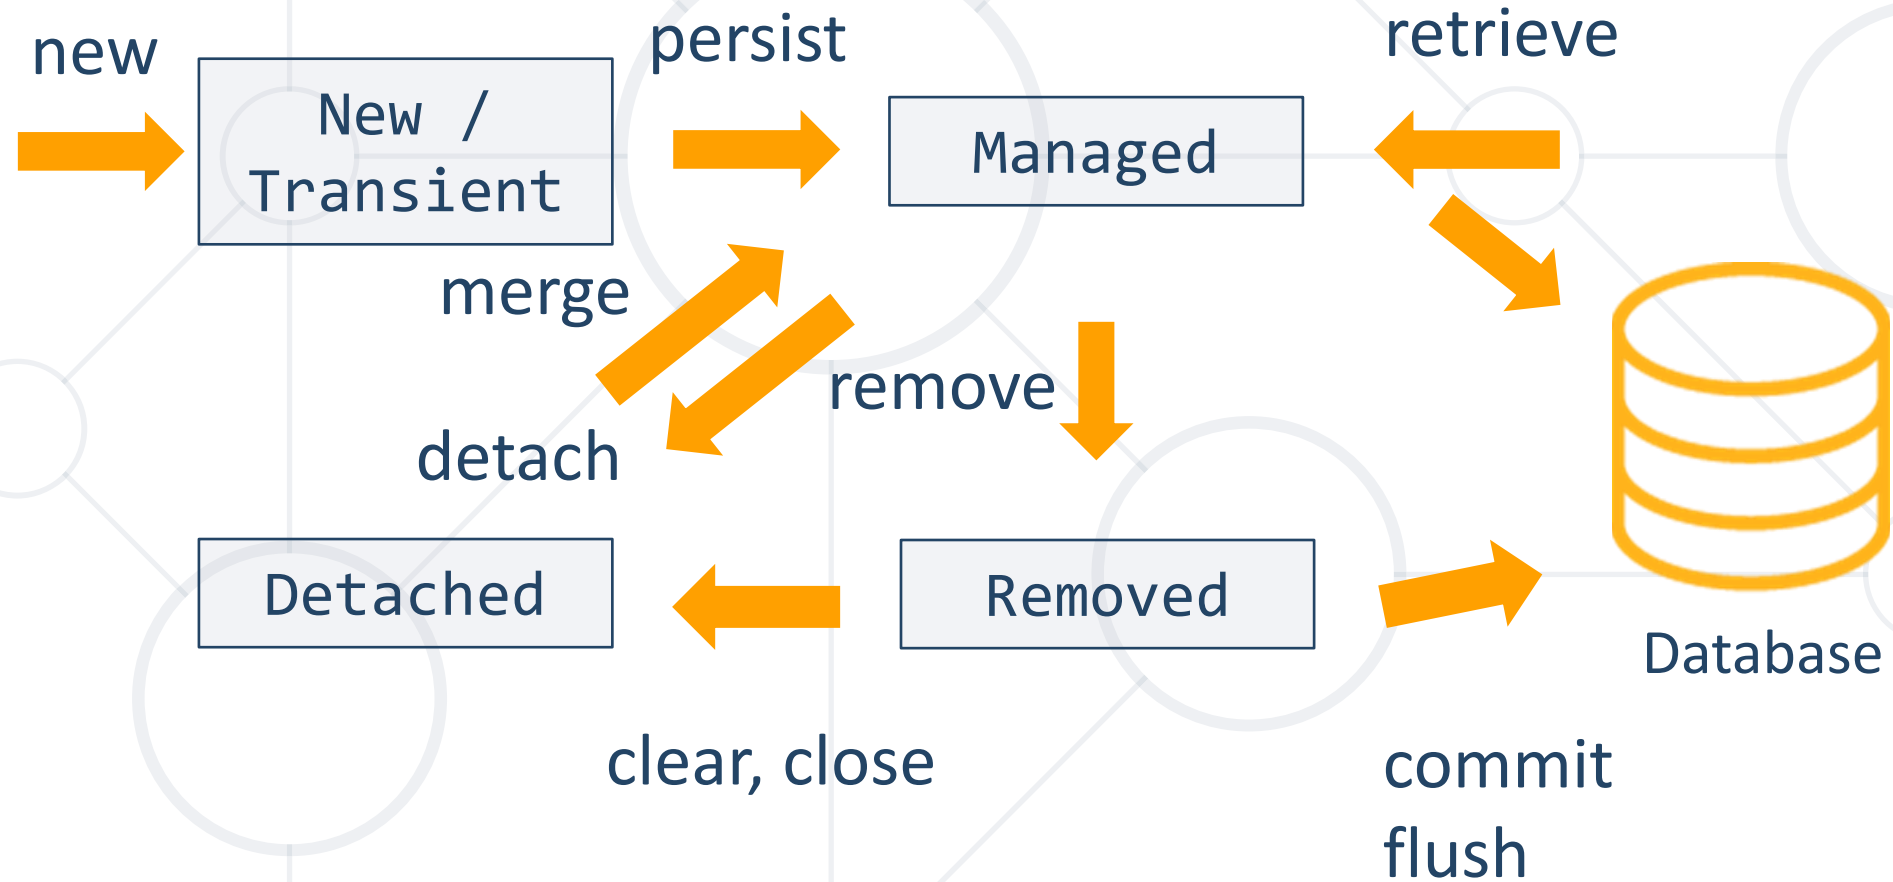 new
persist
retrieve
New /
Transient
Managed
merge
remove
detach
Detached
Removed
Database
clear, close
commit
flush